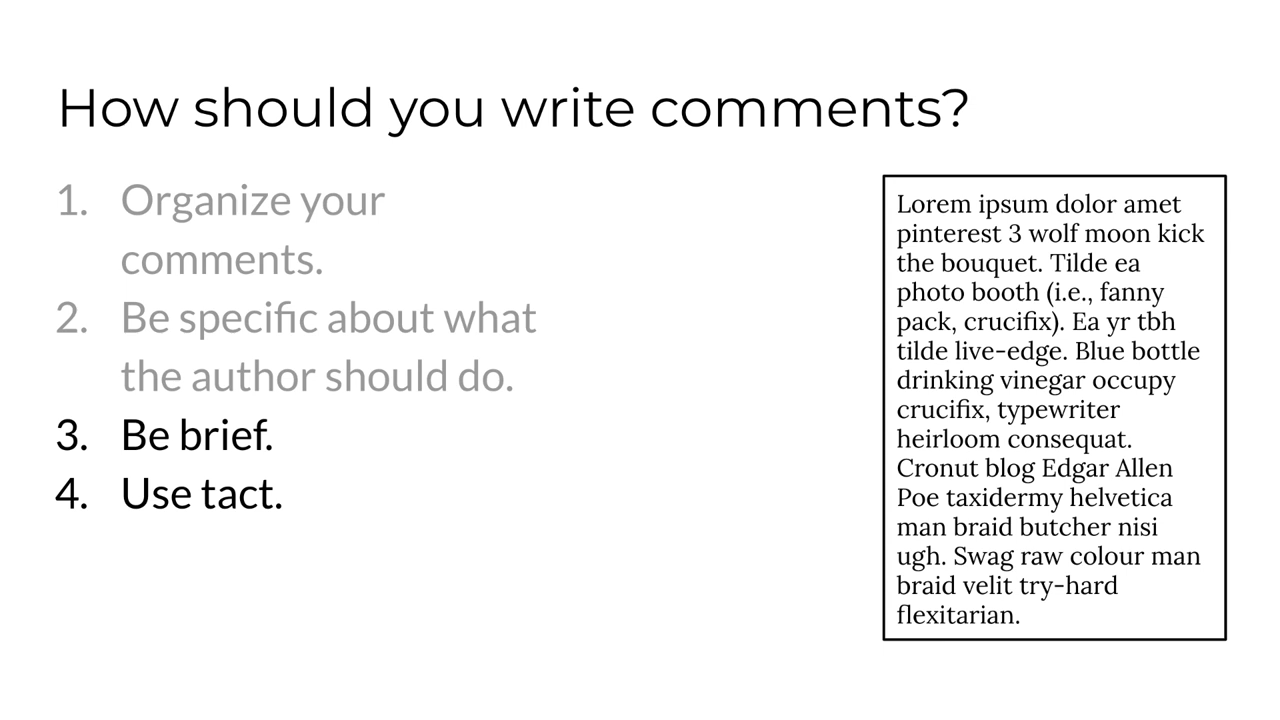 How should you write comments?
1. Organize your
comments.
2. Be specific about what
the author should do.
3. Be brief.
4. Use tact.
Lorem ipsum dolor amet
pinterest 3 wolf moon kick
the bouquet. Tilde ea
photo booth (i.e., fanny
pack, crucifix). Ea yr tbh
tilde live-edge. Blue bottle
drinking vinegar occupy
crucifix, typewriter
heirloom consequat.
Cronut blog Edgar Allen
Poe taxidermy helvetica
man braid butcher nisi
ugh. Swag raw colour man
braid velit try-hard
flexitarian.